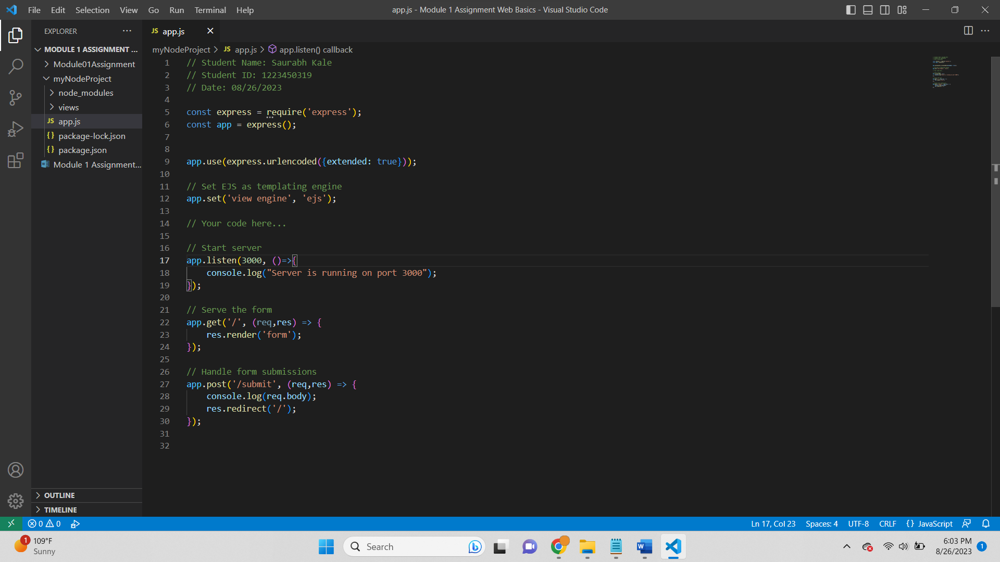 File Edit Selection View Go Run Terminal Help
app.js - Module 1 Assignment Web Basics - Visual Studio Code
EXPLORER
MODULE 1 ASSIGNMENT ...
Module01Assignment
myNodeProject
node_modules
views
JS app.js
{} package-lock.json
{} package.json
Module 1 Assignment...
OUTLINE
TIMELINE
JS app.js
myNodeProject > JS app.js > app.listen() callback
1 // Student Name: Saurabh Kale
2 // Student ID: 1223450319
3 // Date: 08/26/2023
4
5 const express = require('express');
6 const app = express();
7
8
9 app.use(express.urlencoded({extended: true}));
10
11 // Set EJS as templating engine
12 app.set('view engine', 'ejs');
13
14 // Your code here...
15
16 // Start server
17 app.listen(3000, ()=>{
18     console.log("Server is running on port 3000");
19 });
20
21 // Serve the form
22 app.get('/', (req,res) => {
23     res.render('form');
24 });
25
26 // Handle form submissions
27 app.post('/submit', (req,res) => {
28     console.log(req.body);
29     res.redirect('/');
30 });
31
32
0 0
Ln 17, Col 23 Spaces: 4 UTF-8 CRLF {} JavaScript
1 109°F
Sunny
Search
W
6:03 PM
8/26/2023
1